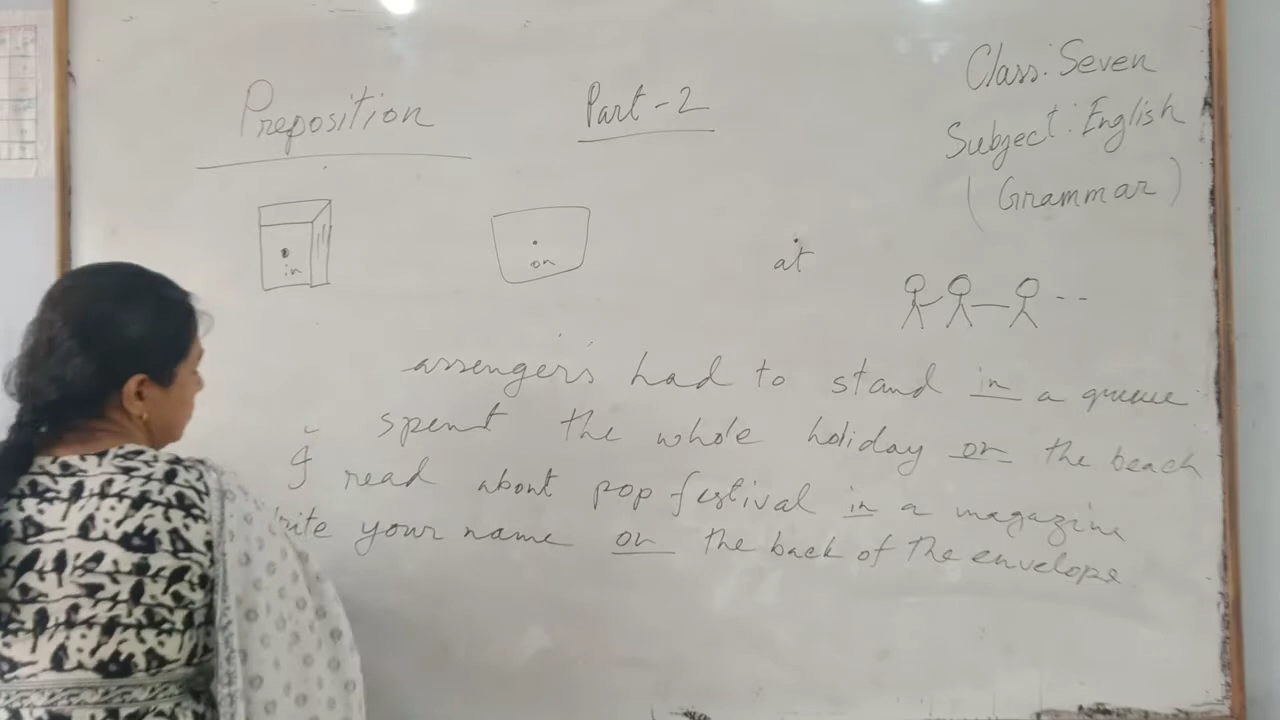 Preposition Part-2
Class: Seven
Subject: English
(Grammar)
in on at
assengers had to stand in a queue
spent the whole holiday on the beach
I read about pop festival in a magazine
rite your name on the back of the envelope